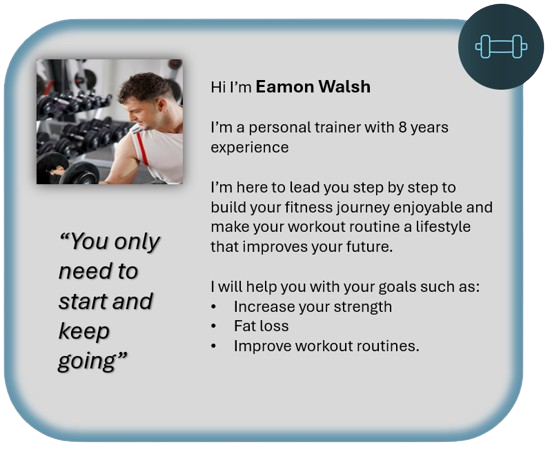 Hi I’m Eamon Walsh
I’m a personal trainer with 8 years
experience
I’m here to lead you step by step to
build your fitness journey enjoyable and
make your workout routine a lifestyle
that improves your future.
I will help you with your goals such as:
• Increase your strength
• Fat loss
• Improve workout routines.
“You only
need to
start and
keep
going”